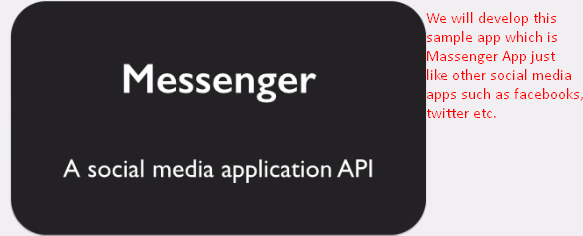 Messenger
A social media application API
We will develop this
sample app which is
Massenger App just
like other social media
apps such as facebooks,
twitter etc.